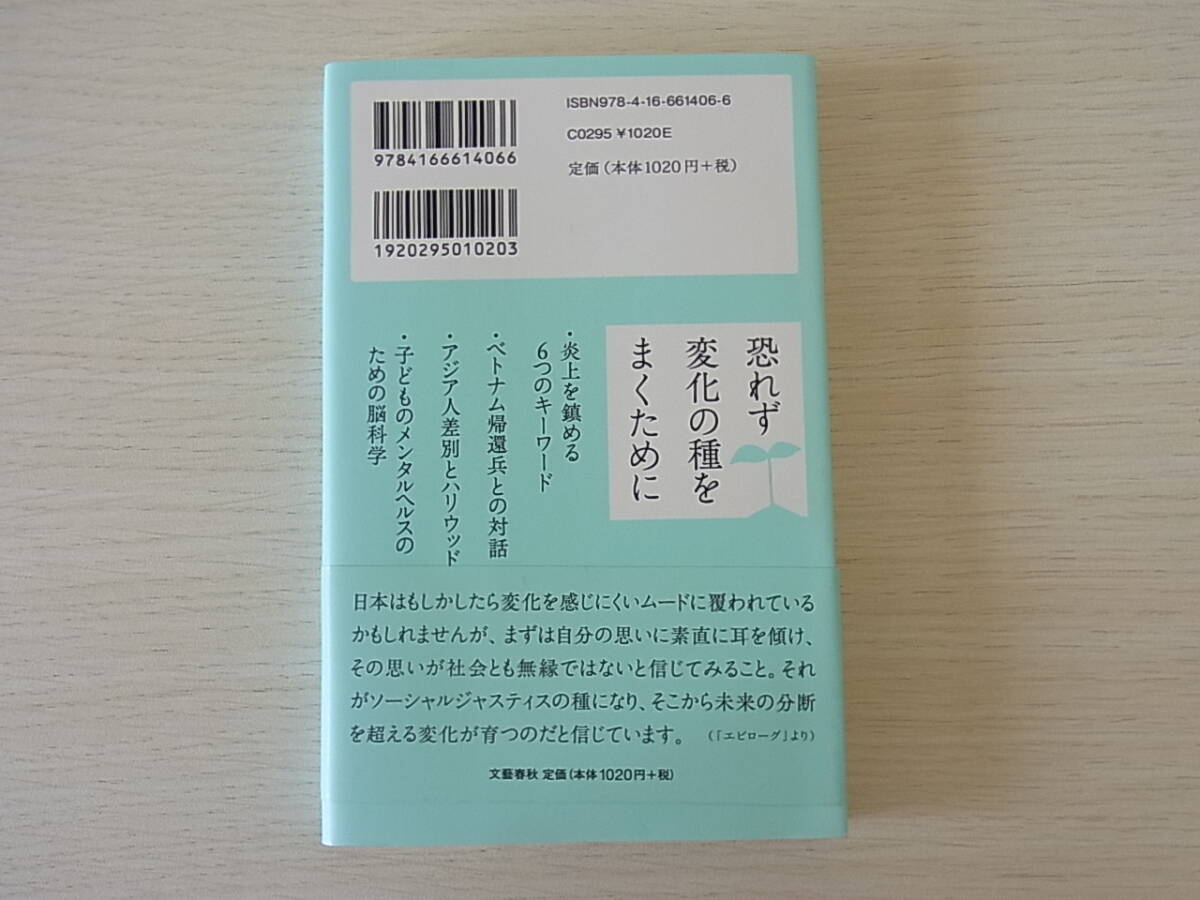 ISBN978-4-16-661406-6
C0295 ¥1020E
定価（本体1020円＋税）
9784166614066
1920295010203
恐れず
変化の種を
まくために
・炎上を鎮める
6つのキーワード
・ベトナム帰還兵との対話
・アジア人差別とハリウッド
・子どものメンタルヘルスの
ための脳科学
日本はもしかしたら変化を感じにくいムードに覆われている
かもしれませんが、まずは自分の思いに素直に耳を傾け、
その思いが社会とも無縁ではないと信じてみること。それ
がソーシャルジャスティスの種になり、そこから未来の分断
を超える変化が育つのだと信じています。（「エピローグ」より）
文藝春秋 定価（本体1020円＋税）